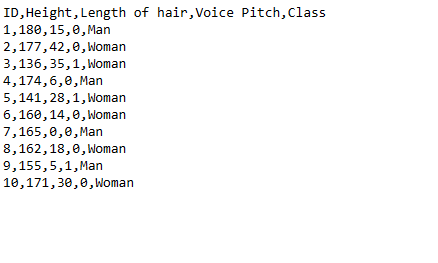 ID,Height,Length of hair,Voice Pitch,Class
1,180,15,0,Man
2,177,42,0,Woman
3,136,35,1,Woman
4,174,6,0,Man
5,141,28,1,Woman
6,160,14,0,Woman
7,165,0,0,Man
8,162,18,0,Woman
9,155,5,1,Man
10,171,30,0,Woman